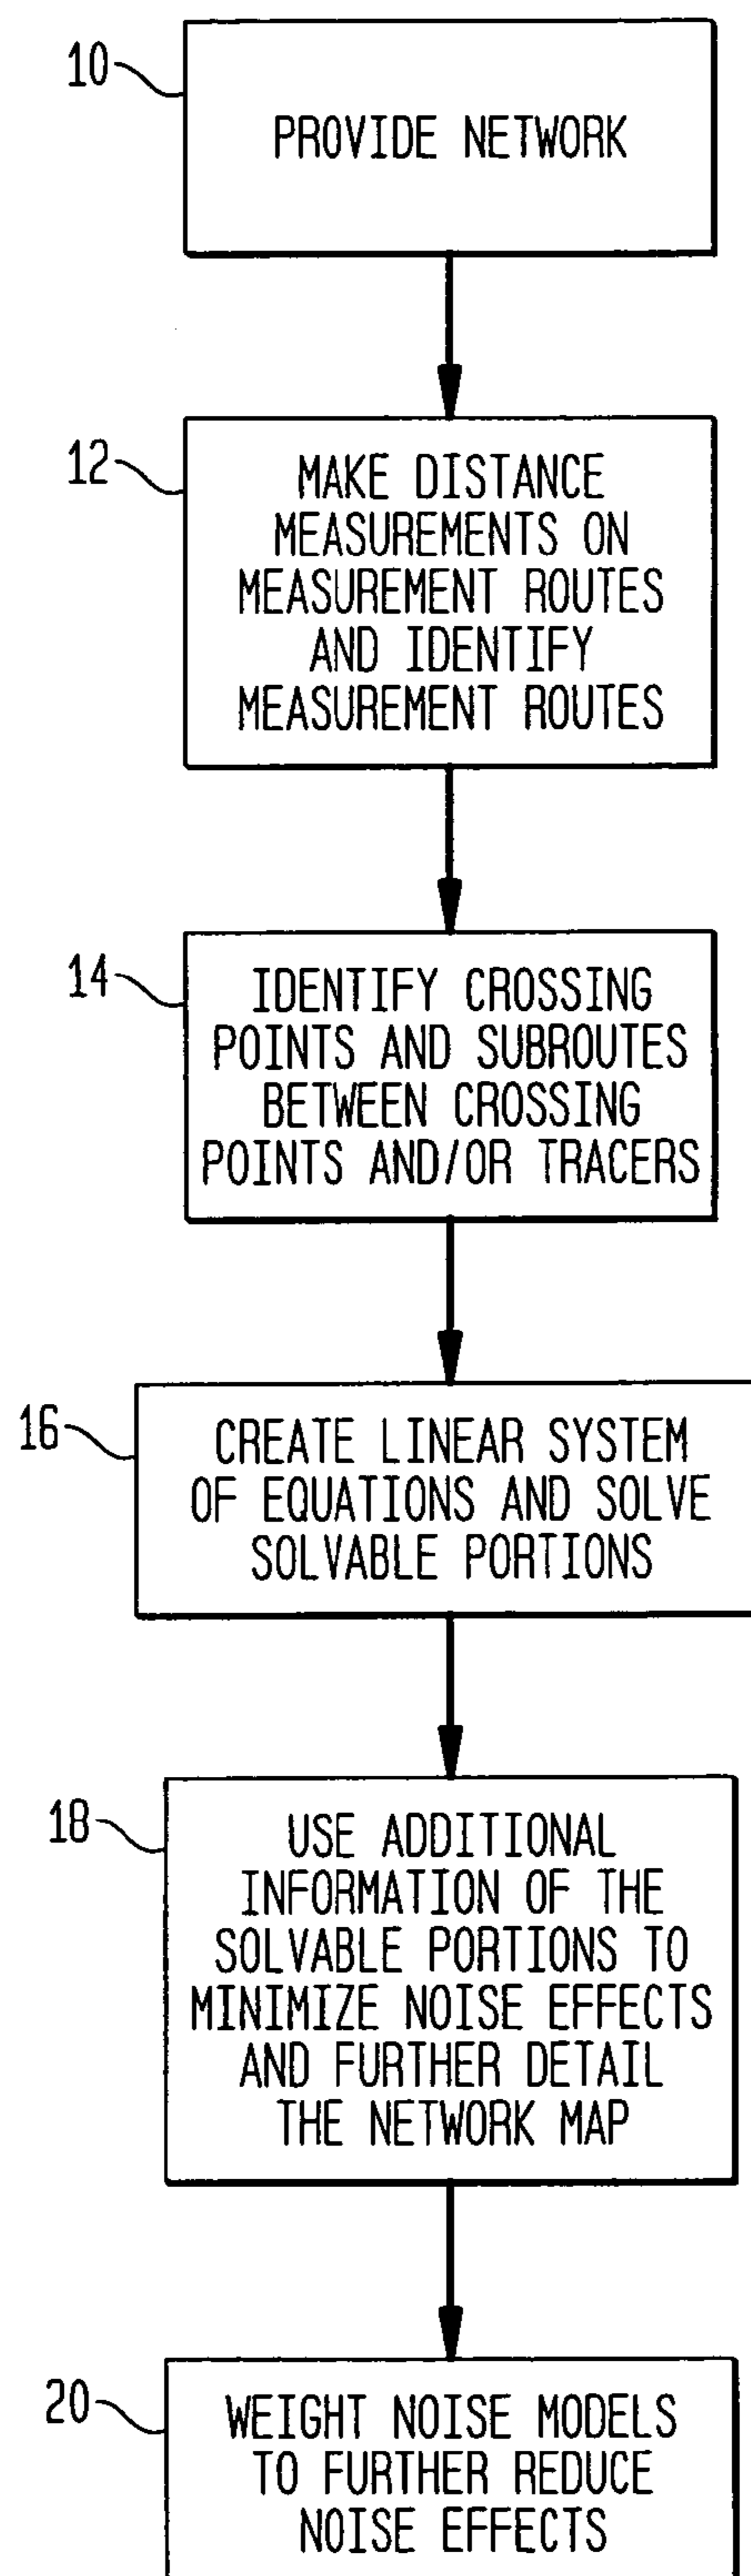 10
PROVIDE NETWORK
12
MAKE DISTANCE
MEASUREMENTS ON
MEASUREMENT ROUTES
AND IDENTIFY
MEASUREMENT ROUTES
14
IDENTIFY CROSSING
POINTS AND SUBROUTES
BETWEEN CROSSING
POINTS AND/OR TRACERS
16
CREATE LINEAR SYSTEM
OF EQUATIONS AND SOLVE
SOLVABLE PORTIONS
18
USE ADDITIONAL
INFORMATION OF THE
SOLVABLE PORTIONS TO
MINIMIZE NOISE EFFECTS
AND FURTHER DETAIL
THE NETWORK MAP
20
WEIGHT NOISE MODELS
TO FURTHER REDUCE
NOISE EFFECTS